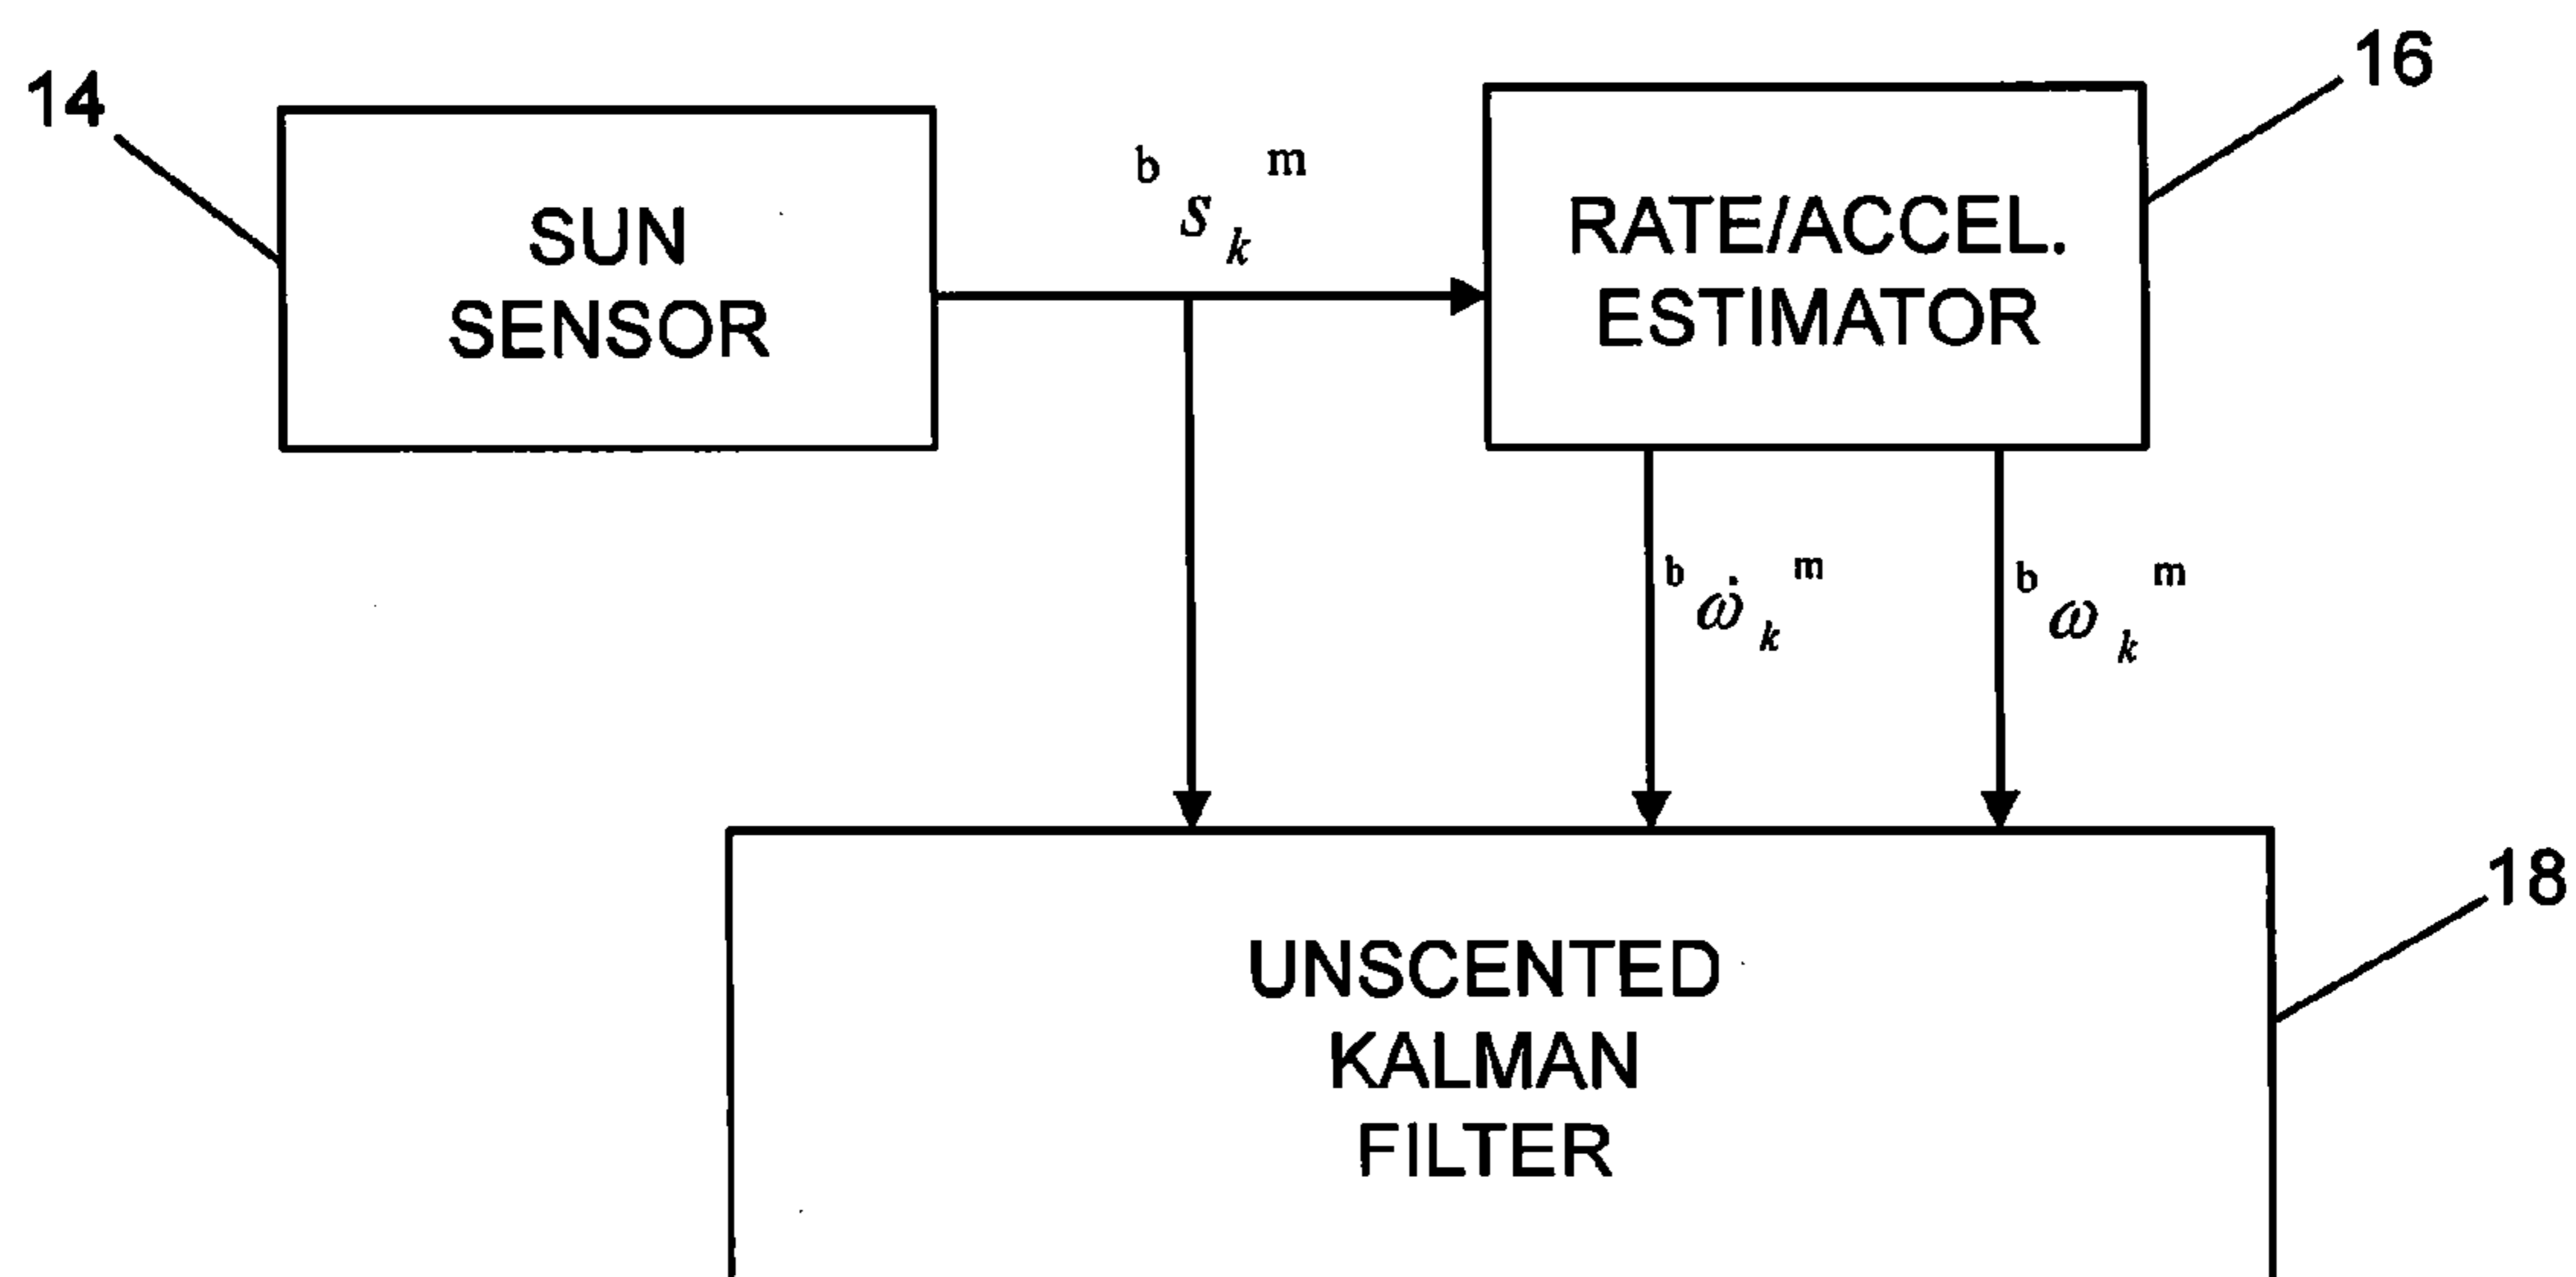 14
16
SUN
SENSOR
b s k m
RATE/ACCEL.
ESTIMATOR
b ω̇ k m
b ω k m
18
UNSCENTED
KALMAN
FILTER